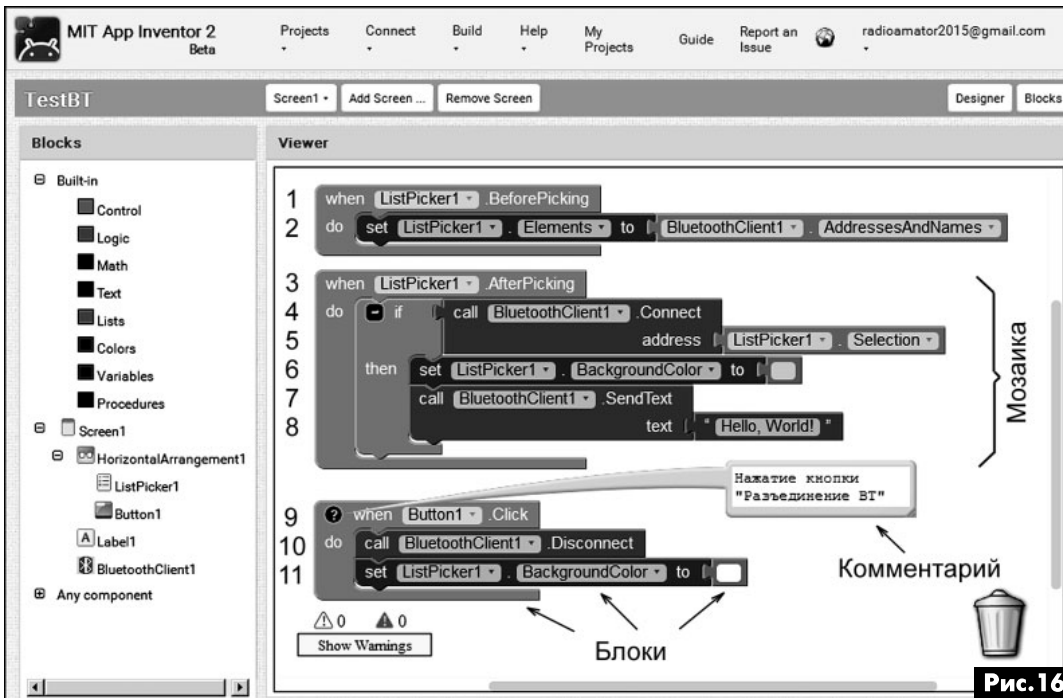 MIT App Inventor 2
Beta
Projects
Connect
Build
Help
My
Projects
Guide
Report an
Issue
radioamator2015@gmail.com
TestBT
Screen1
Add Screen ...
Remove Screen
Designer
Blocks
Blocks
Built-in
Control
Logic
Math
Text
Lists
Colors
Variables
Procedures
Screen1
HorizontalArrangement1
ListPicker1
Button1
A Label1
BluetoothClient1
Any component
Viewer
1 when ListPicker1 .BeforePicking
2 do set ListPicker1 . Elements to BluetoothClient1 . AddressesAndNames
3 when ListPicker1 .AfterPicking
4 do if call BluetoothClient1 .Connect
5 address ListPicker1 . Selection
6 then set ListPicker1 . BackgroundColor to
7 call BluetoothClient1 .SendText
8 text " Hello, World! "
Мозаика
Нажатие кнопки
"Разъединение BT"
9 ? when Button1 .Click
10 do call BluetoothClient1 .Disconnect
11 set ListPicker1 . BackgroundColor to
Комментарий
Блоки
0 0
Show Warnings
Рис.16